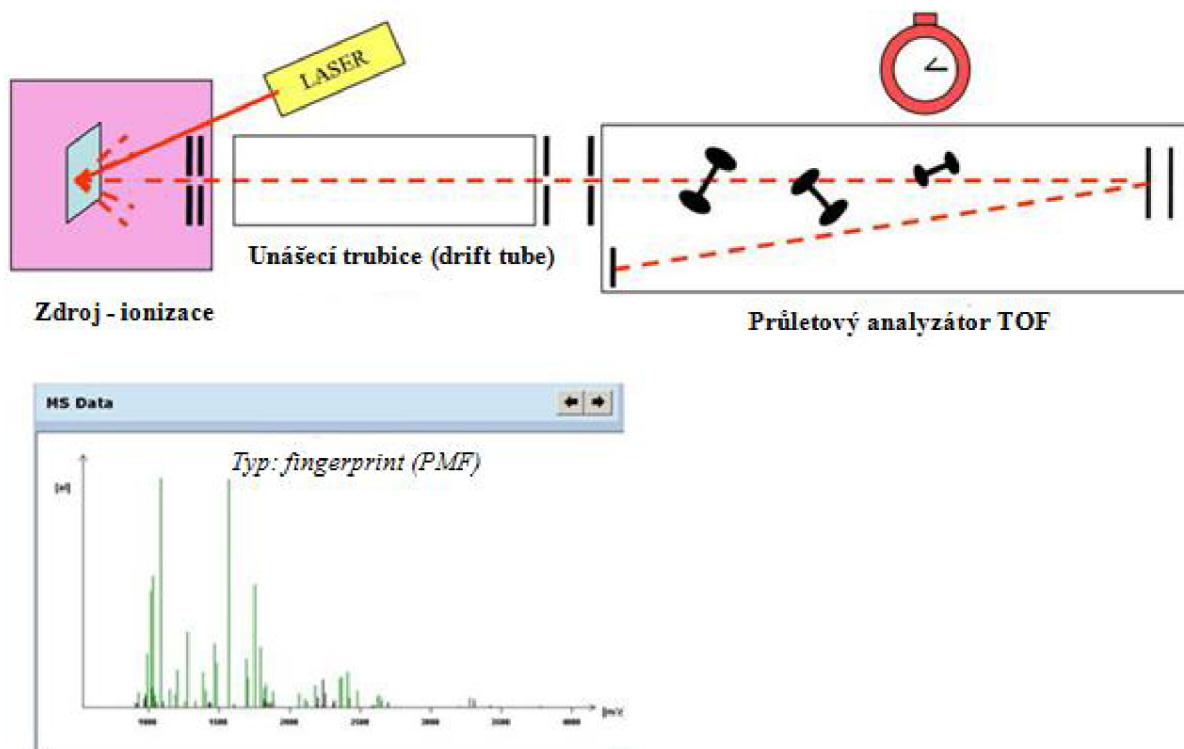 LASER
Unášecí trubice (drift tube)
Zdroj - ionizace
Průletový analyzátor TOF
MS Data
Typ: fingerprint (PMF)
1000 1500 2000 2500 3000 3500 4000